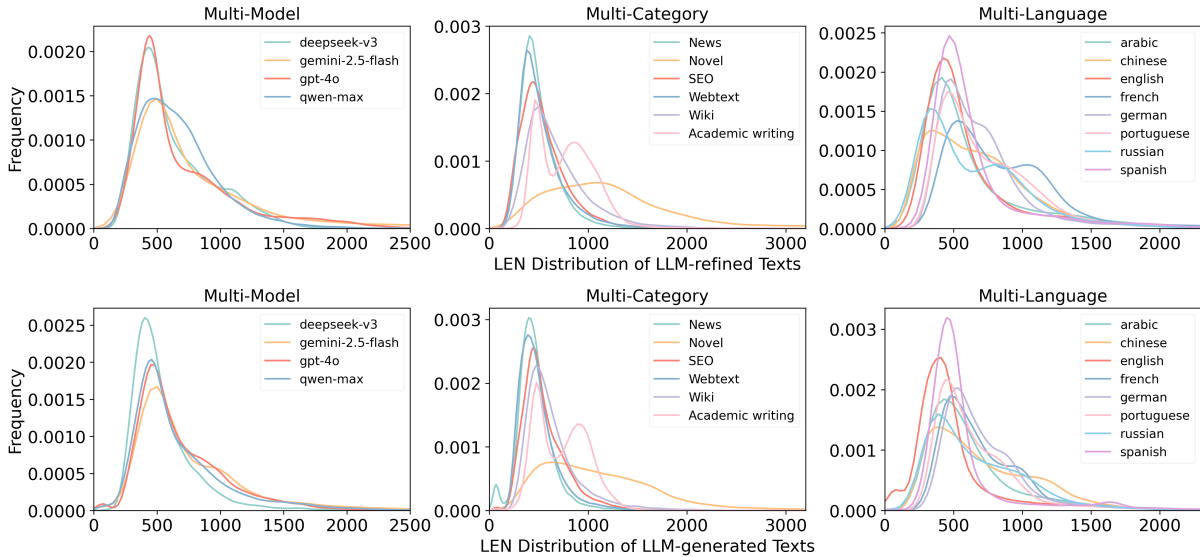 Multi-Model
Frequency
0.0020
0.0015
0.0010
0.0005
0.0000
0 500 1000 1500 2000 2500
deepseek-v3
gemini-2.5-flash
gpt-4o
qwen-max
Multi-Category
0.003
0.002
0.001
0.000
0 1000 2000 3000
News
Novel
SEO
Webtext
Wiki
Academic writing
Multi-Language
0.0025
0.0020
0.0015
0.0010
0.0005
0.0000
0 500 1000 1500 2000
arabic
chinese
english
french
german
portuguese
russian
spanish
LEN Distribution of LLM-refined Texts
Multi-Model
Frequency
0.0025
0.0020
0.0015
0.0010
0.0005
0.0000
0 500 1000 1500 2000 2500
deepseek-v3
gemini-2.5-flash
gpt-4o
qwen-max
Multi-Category
0.003
0.002
0.001
0.000
0 1000 2000 3000
News
Novel
SEO
Webtext
Wiki
Academic writing
Multi-Language
0.003
0.002
0.001
0.000
0 500 1000 1500 2000
arabic
chinese
english
french
german
portuguese
russian
spanish
LEN Distribution of LLM-generated Texts